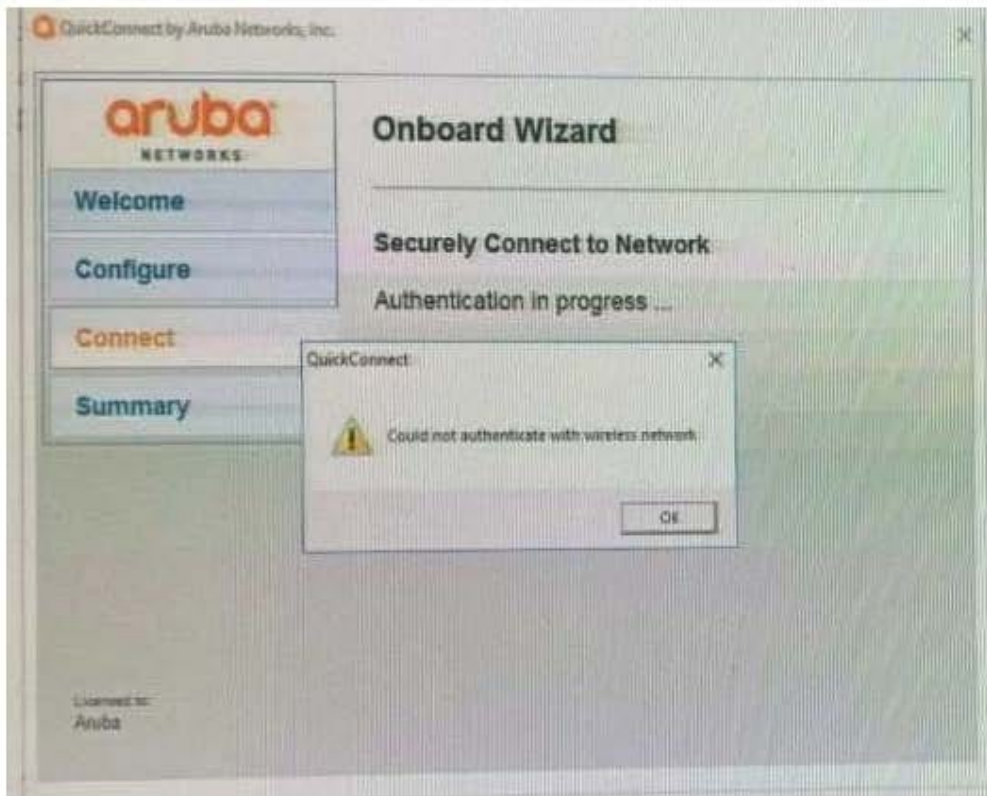 QuickConnect by Aruba Networks, Inc.
aruba
NETWORKS
Onboard Wizard
Welcome
Configure
Connect
Summary
Securely Connect to Network
Authentication in progress ...
QuickConnect
Could not authenticate with wireless network
OK
Licensed to:
Aruba